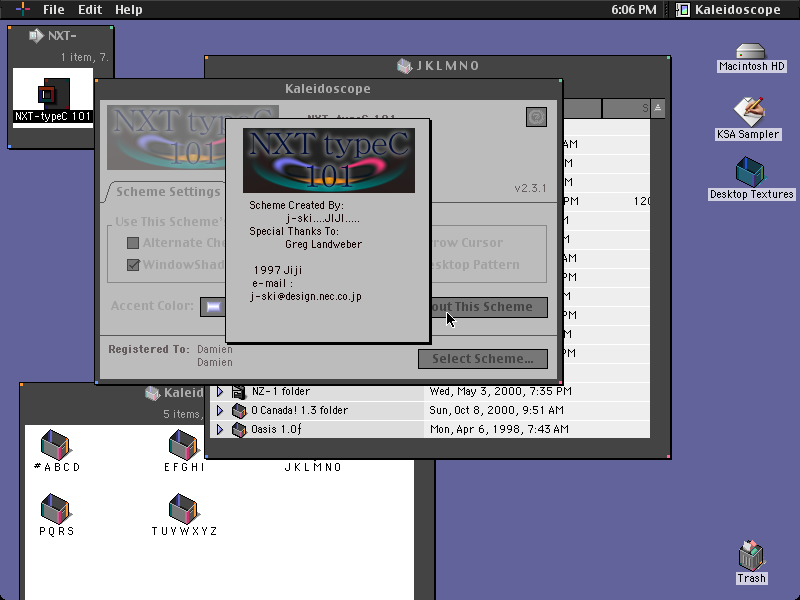 File Edit Help
6:06 PM
Kaleidoscope
NXT-
1 item, 7.
NXT-typeC 101
JKLMNO
S
Macintosh HD
KSA Sampler
Desktop Textures
Trash
Kaleidoscope
NXT typeC
101
v2.3.1
Scheme Settings
Use This Scheme's
Alternate
WindowShad
Accent Color:
Cursor
Pattern
This Scheme
Registered To: Damien
Damien
Select Scheme...
NXT typeC
101
Scheme Created By:
j-ski....JIJI.....
Special Thanks To:
Greg Landweber
1997 Jiji
e-mail :
j-ski@design.nec.co.jp
AM
M
M
PM 120
M
AM
PM
M
PM
M
M
PM
NZ-1 folder Wed, May 3, 2000, 7:35 PM
O Canada! 1.3 folder Sun, Oct 8, 2000, 9:51 AM
Oasis 1.0ƒ Mon, Apr 6, 1998, 7:43 AM
Kaleid
5 items,
#ABCD EFGHI JKLMNO
PQRS TUVWXYZ